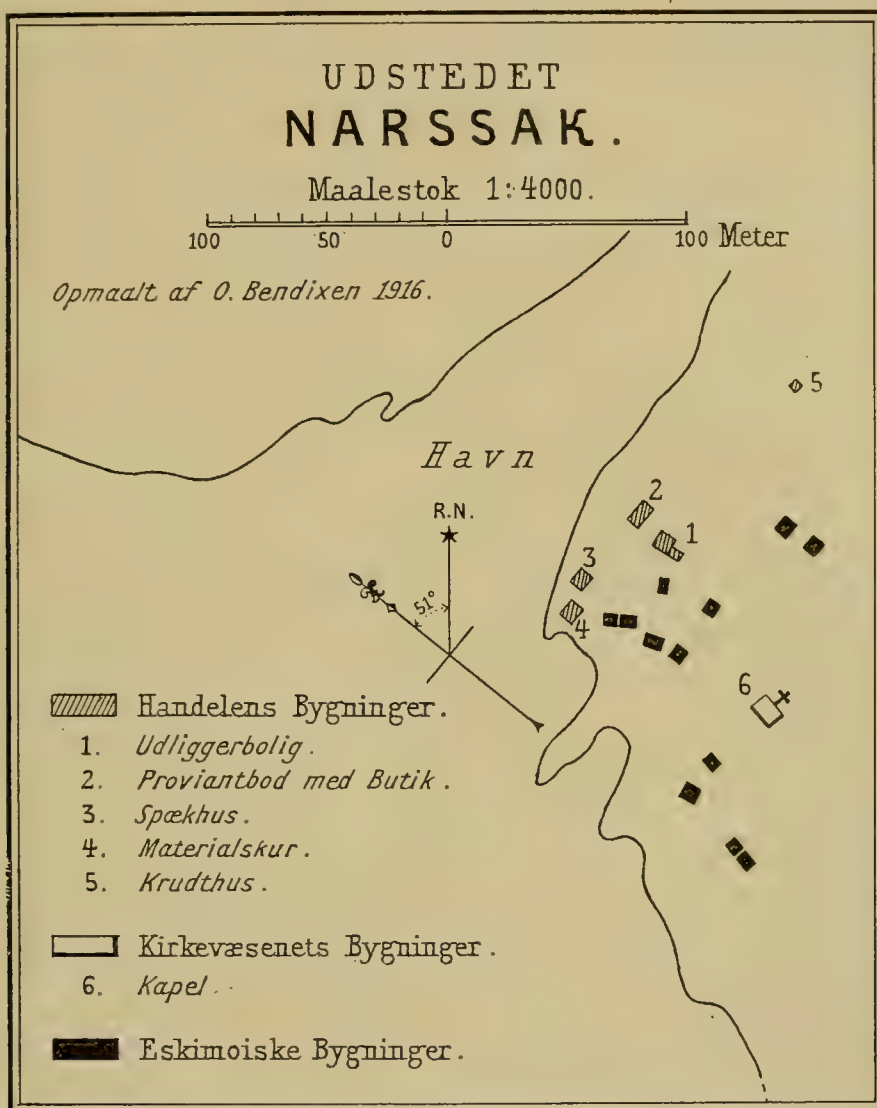 UDSTEDET
NARSSAK.
Maalestok 1:4000.
100 50 0 100 Meter
Opmaalt af O. Bendixen 1916.
5
Havn
2
R.N.
1
3
51°
4
6
Handelens Bygninger.
1. Udliggerbolig.
2. Proviantbod med Butik.
3. Spækhus.
4. Materialskur.
5. Krudthus.
Kirkevæsenets Bygninger.
6. Kapel.
Eskimoiske Bygninger.